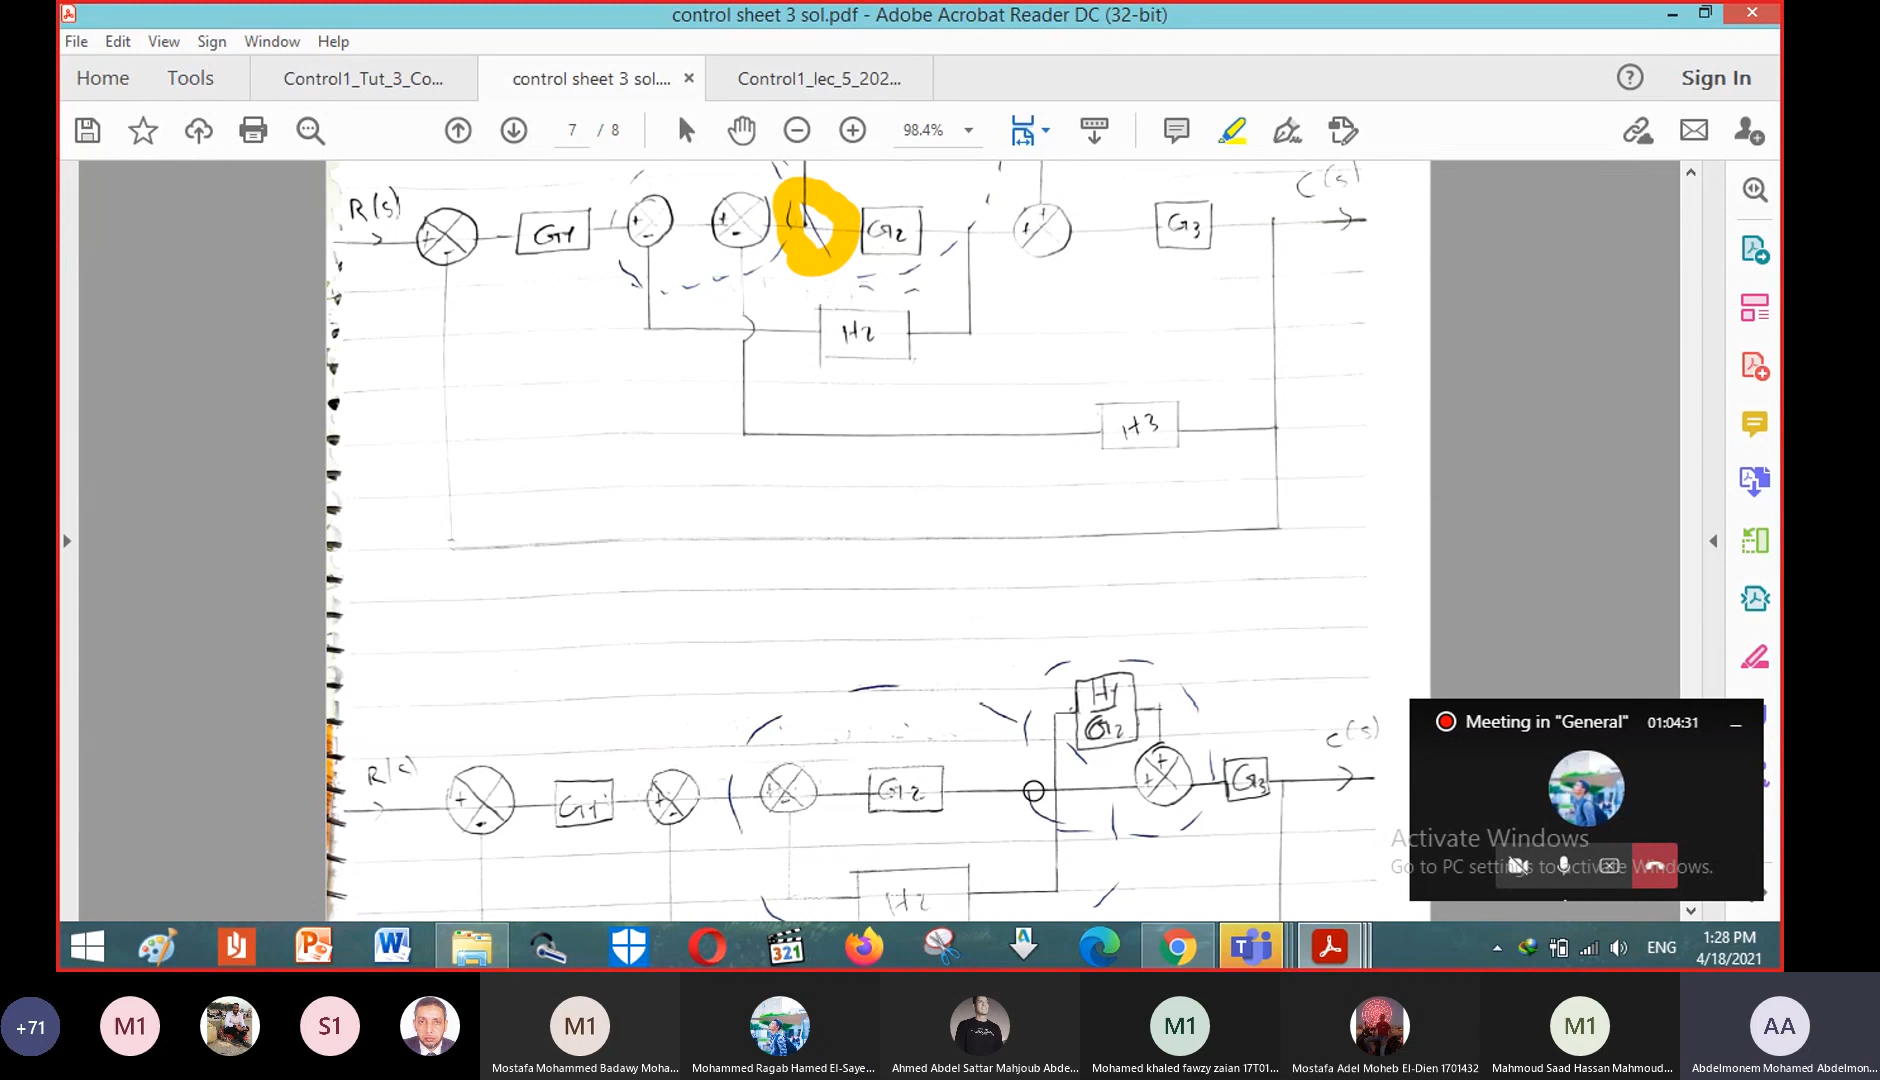 control sheet 3 sol.pdf - Adobe Acrobat Reader DC (32-bit)
File Edit View Sign Window Help
Home Tools Control1_Tut_3_Co... control sheet 3 sol.... × Control1_lec_5_202... Sign In
7 / 8 98.4%
R(s) G1 G2 G3 C(s)
+ - + - + - + +
H2
H3
H1
G2
R(s) G1 G2 G3 C(s)
+ - + - + - + +
H2
Meeting in "General" 01:04:31
Activate Windows
Go to PC settings to activate Windows.
321
ENG
1:28 PM
4/18/2021
+71 M1 S1 M1 M1 M1 AA
Mostafa Mohammed Badawy Moha...
Mohammed Ragab Hamed El-Saye...
Ahmed Abdel Sattar Mahjoub Abde...
Mohamed khaled fawzy zaian 17T01...
Mostafa Adel Moheb El-Dien 1701432
Mahmoud Saad Hassan Mahmoud...
Abdelmonem Mohamed Abdelmon...